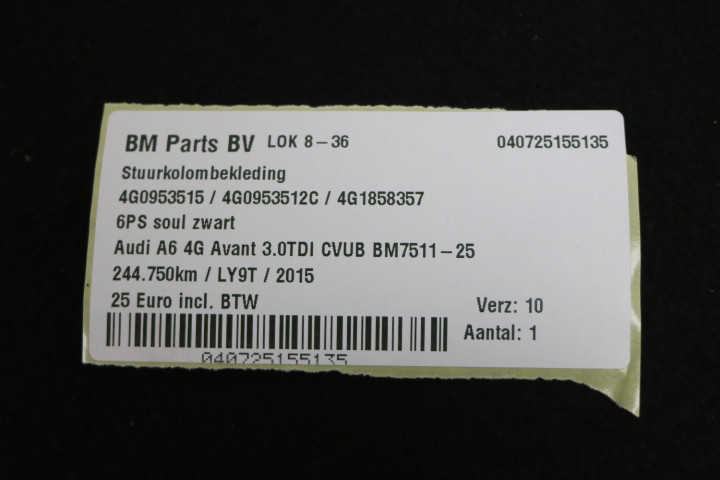 BM Parts BV LOK 8-36 040725155135
Stuurkolombekleding
4G0953515 / 4G0953512C / 4G1858357
6PS soul zwart
Audi A6 4G Avant 3.0TDI CVUB BM7511-25
244.750km / LY9T / 2015
25 Euro incl. BTW Verz: 10
Aantal: 1
040725155135